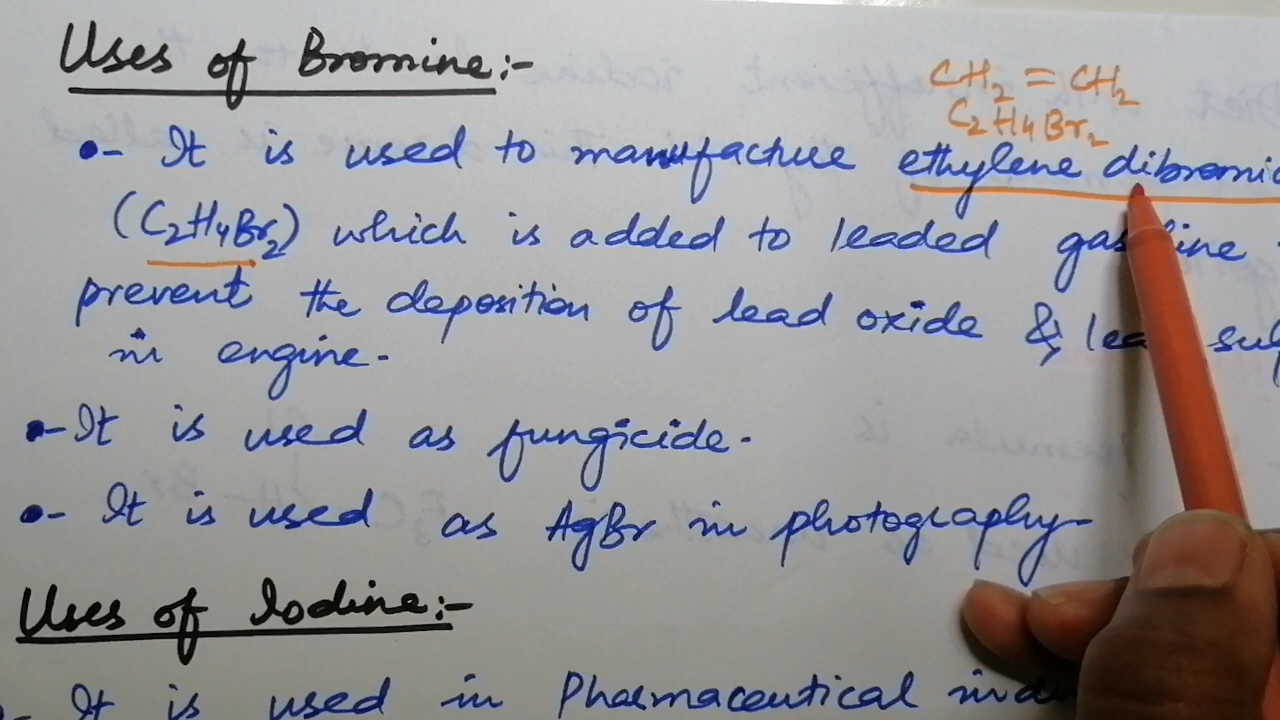 Uses of Bromine:-
CH2 = CH2
C2H4Br2
•- It is used to manufacture ethylene
(C2H4Br2) which is added to leaded
prevent the deposition of lead oxide &
in engine.
•- It is used as fungicide.
•- It is used as AgBr in photography
Uses of Iodine:-
- It is used in Pharmaceutical